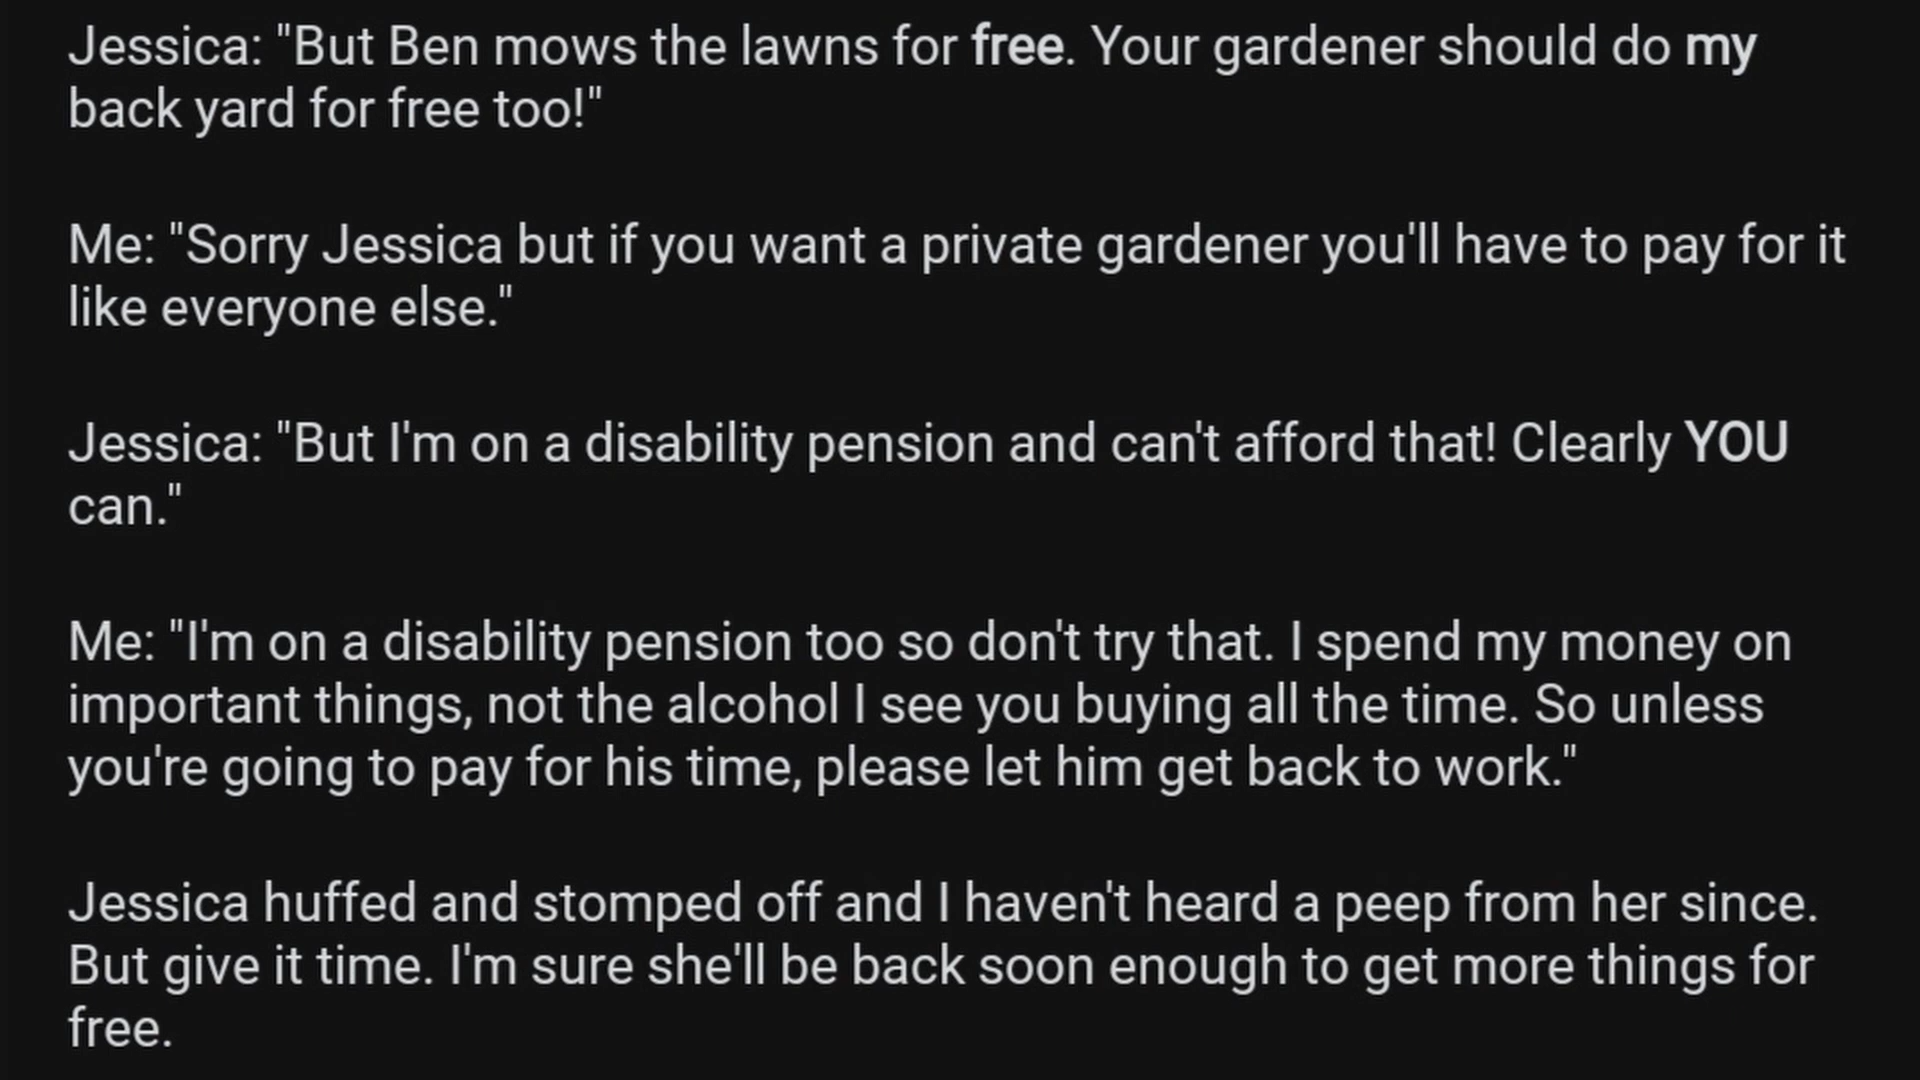 Jessica: "But Ben mows the lawns for free. Your gardener should do my
back yard for free too!"
Me: "Sorry Jessica but if you want a private gardener you'll have to pay for it
like everyone else."
Jessica: "But I'm on a disability pension and can't afford that! Clearly YOU
can."
Me: "I'm on a disability pension too so don't try that. I spend my money on
important things, not the alcohol I see you buying all the time. So unless
you're going to pay for his time, please let him get back to work."
Jessica huffed and stomped off and I haven't heard a peep from her since.
But give it time. I'm sure she'll be back soon enough to get more things for
free.